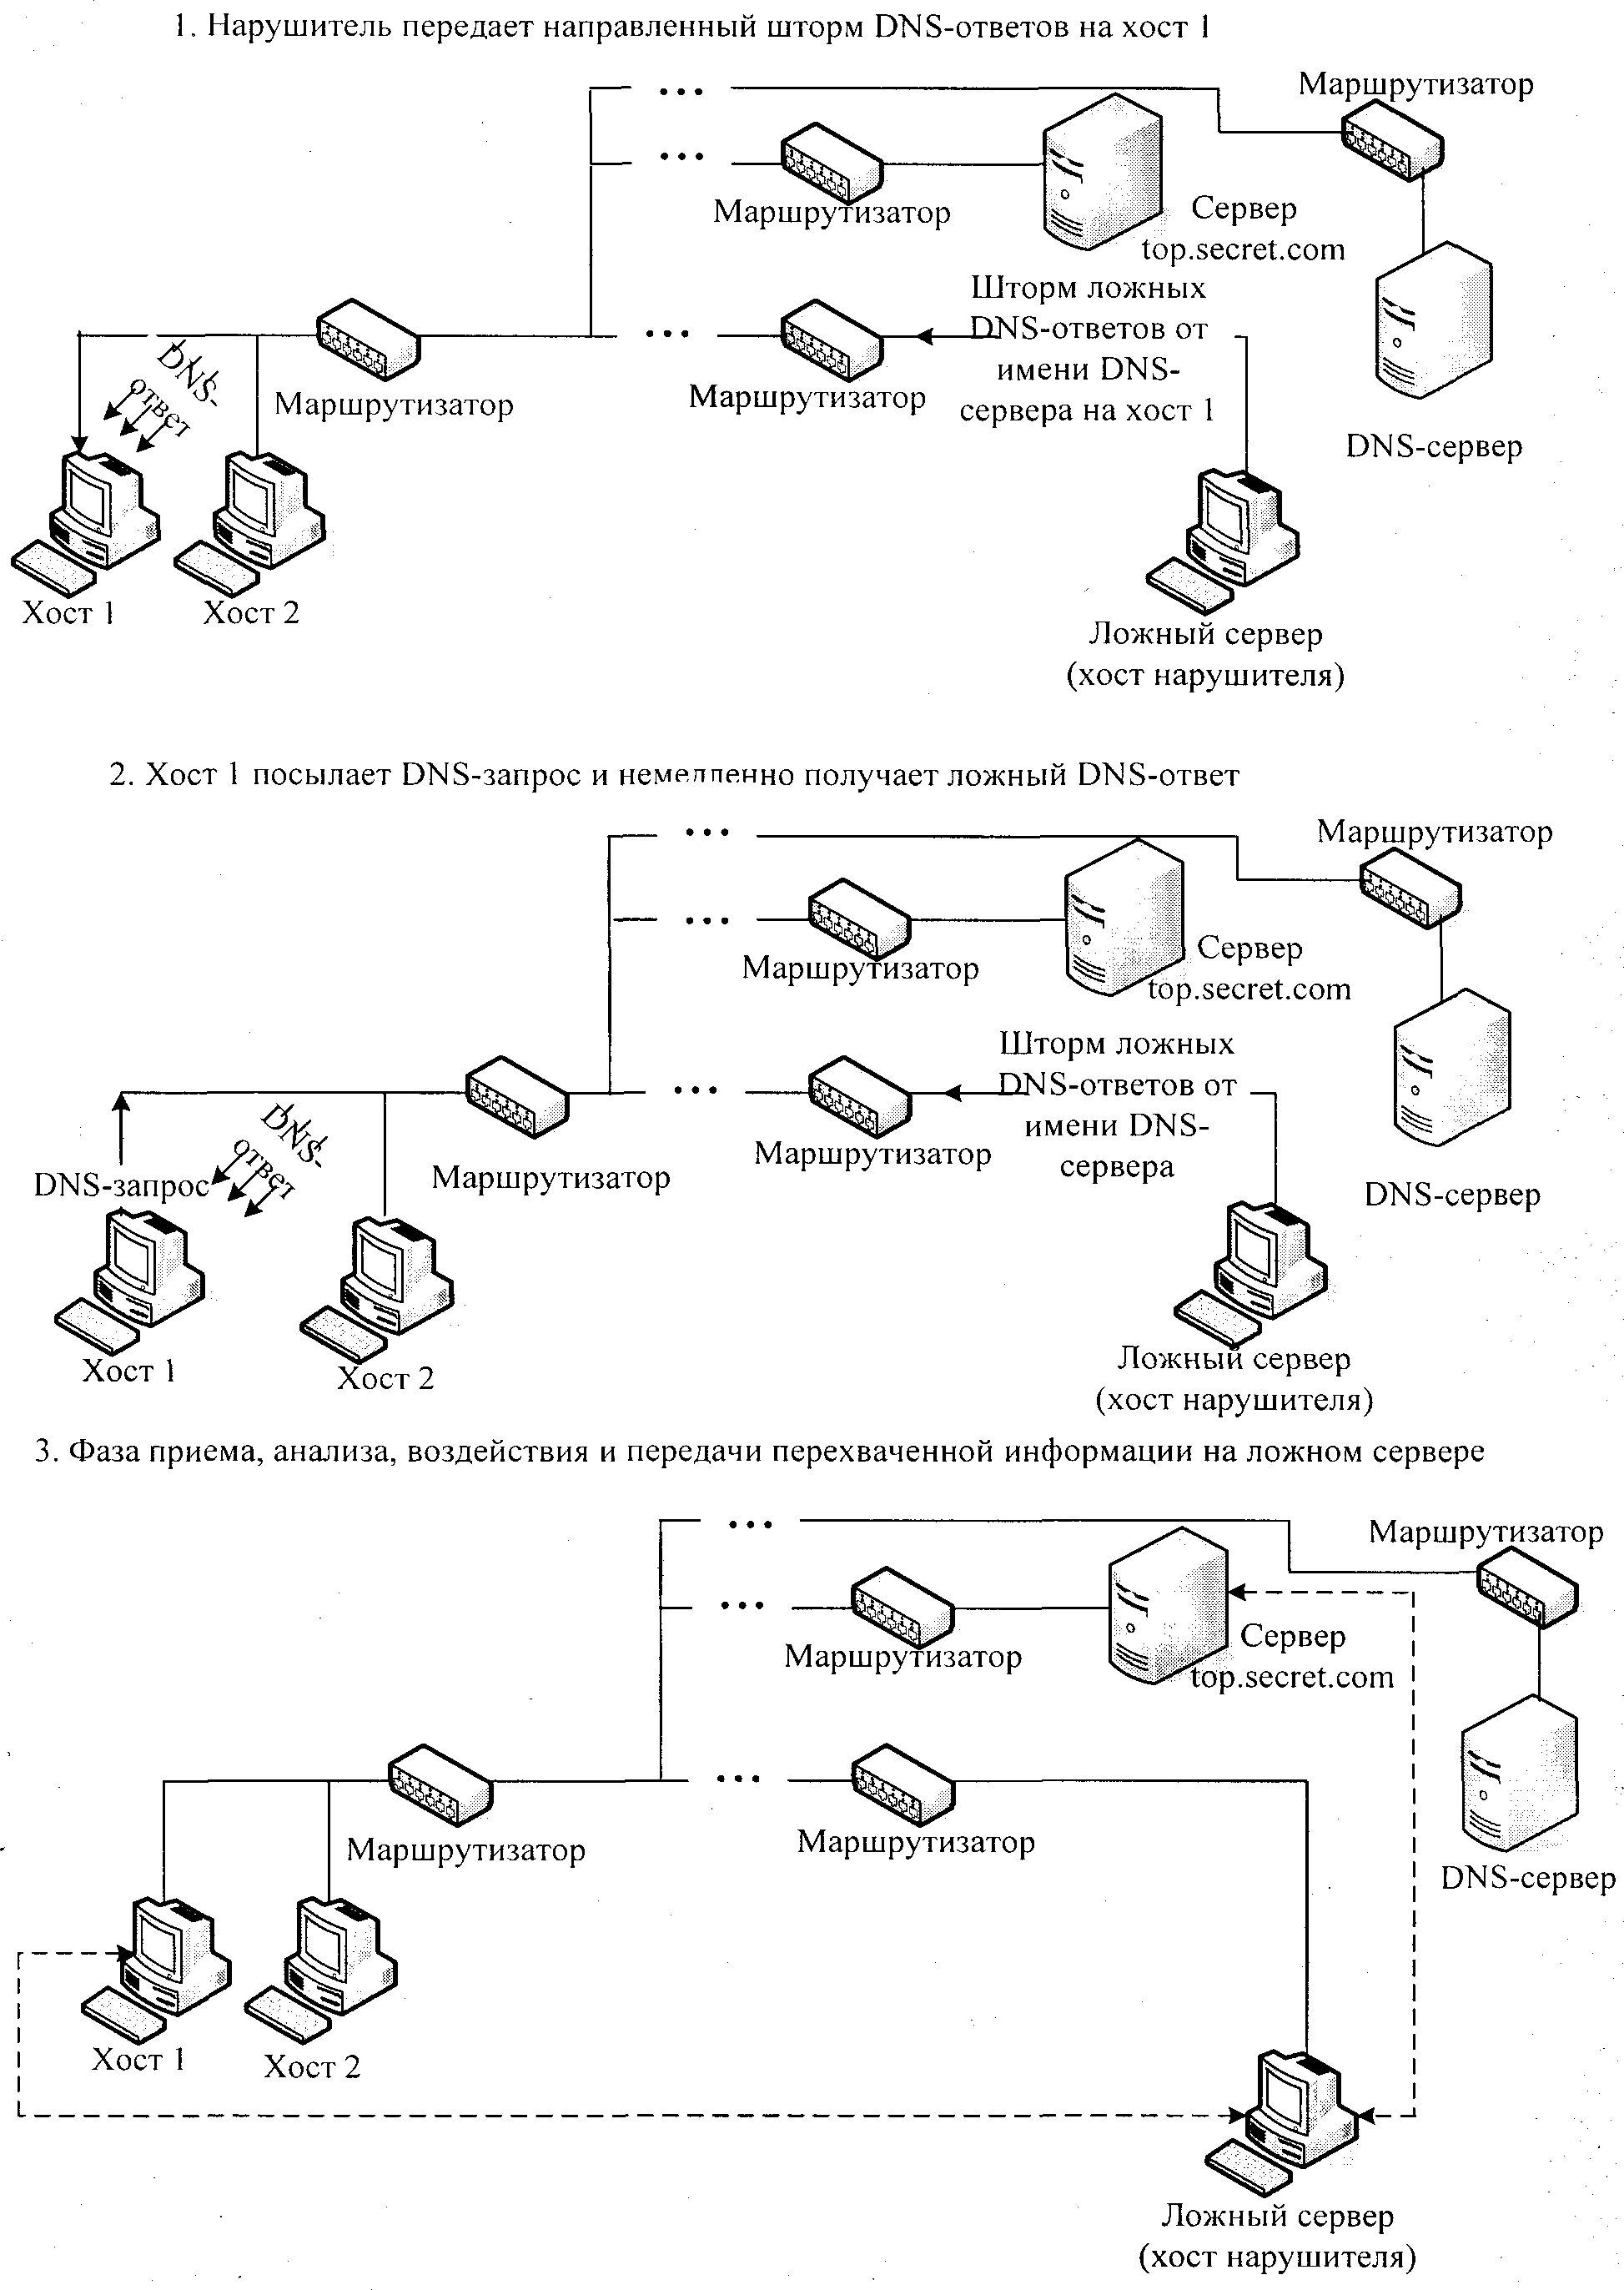 1. Нарушитель передает направленный шторм DNS-ответов на хост 1
Маршрутизатор
Маршрутизатор
Сервер
top.secret.com
Шторм ложных
DNS-ответов от
имени DNS-
сервера на хост 1
DNS-
ответ
Маршрутизатор
Маршрутизатор
DNS-сервер
Хост 1
Хост 2
Ложный сервер
(хост нарушителя)
2. Хост 1 посылает DNS-запрос и немедленно получает ложный DNS-ответ
Маршрутизатор
Маршрутизатор
Сервер
top.secret.com
Шторм ложных
DNS-ответов от
имени DNS-
сервера
DNS-
ответ
DNS-запрос
Маршрутизатор
Маршрутизатор
DNS-сервер
Хост 1
Хост 2
Ложный сервер
(хост нарушителя)
3. Фаза приема, анализа, воздействия и передачи перехваченной информации на ложном сервере
Маршрутизатор
Маршрутизатор
Сервер
top.secret.com
Маршрутизатор
Маршрутизатор
DNS-сервер
Хост 1
Хост 2
Ложный сервер
(хост нарушителя)